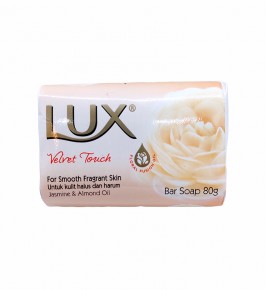 LUX®
Velvet Touch
For Smooth Fragrant Skin
Untuk kulit halus dan harum
Jasmine & Almond Oil
Bar Soap 80g